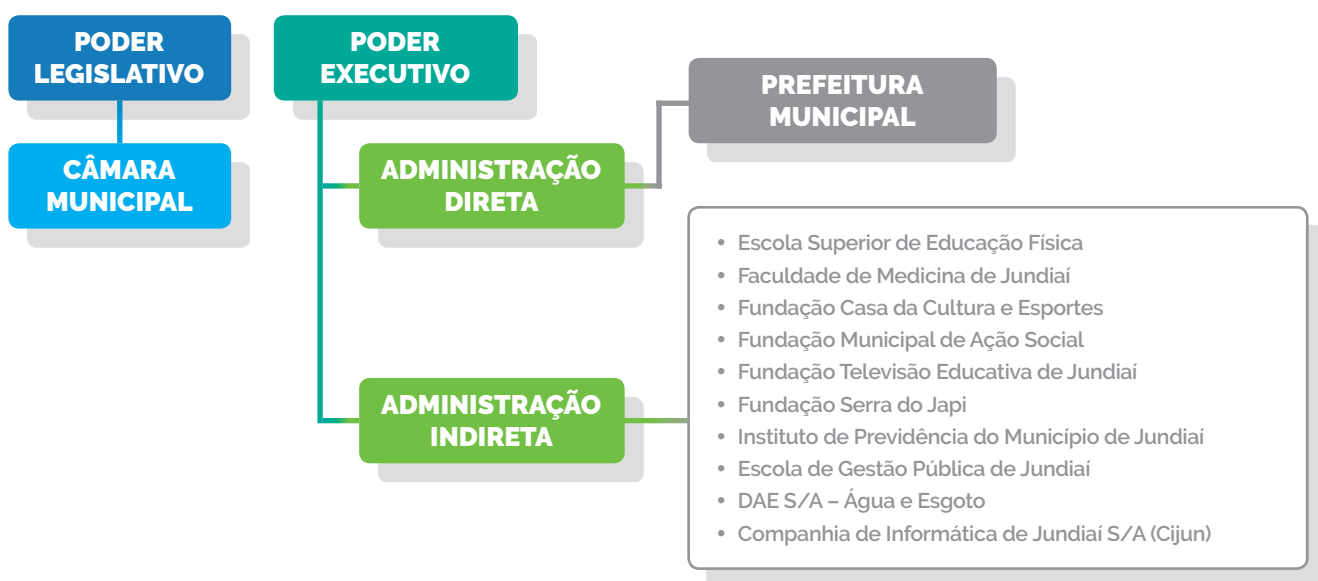 PODER
LEGISLATIVO
CÂMARA
MUNICIPAL
PODER
EXECUTIVO
ADMINISTRAÇÃO
DIRETA
PREFEITURA
MUNICIPAL
ADMINISTRAÇÃO
INDIRETA
• Escola Superior de Educação Física
• Faculdade de Medicina de Jundiaí
• Fundação Casa da Cultura e Esportes
• Fundação Municipal de Ação Social
• Fundação Televisão Educativa de Jundiaí
• Fundação Serra do Japi
• Instituto de Previdência do Município de Jundiaí
• Escola de Gestão Pública de Jundiaí
• DAE S/A – Água e Esgoto
• Companhia de Informática de Jundiaí S/A (Cijun)